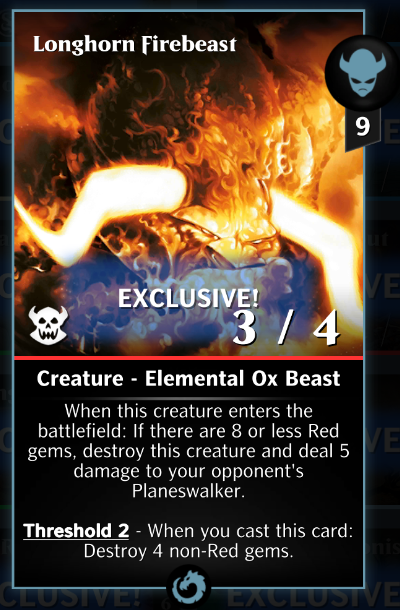 Longhorn Firebeast
9
EXCLUSIVE!
3 / 4
Creature - Elemental Ox Beast
When this creature enters the
battlefield: If there are 8 or less Red
gems, destroy this creature and deal 5
damage to your opponent's
Planeswalker.
Threshold 2 - When you cast this card:
Destroy 4 non-Red gems.